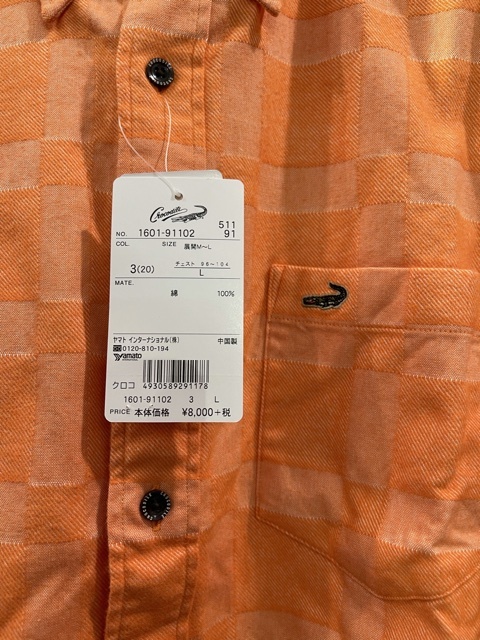 Crocodile
511
NO. 1601-91102 91
COL. SIZE 展開M～L
3(20) チェスト 96～104
L
MATE.
綿 100%
ヤマト インターナショナル(株) 中国製
0120-810-194
Yamato
クロコ 4930589291178
1601-91102 3 L
PRICE 本体価格 ¥8,000+税